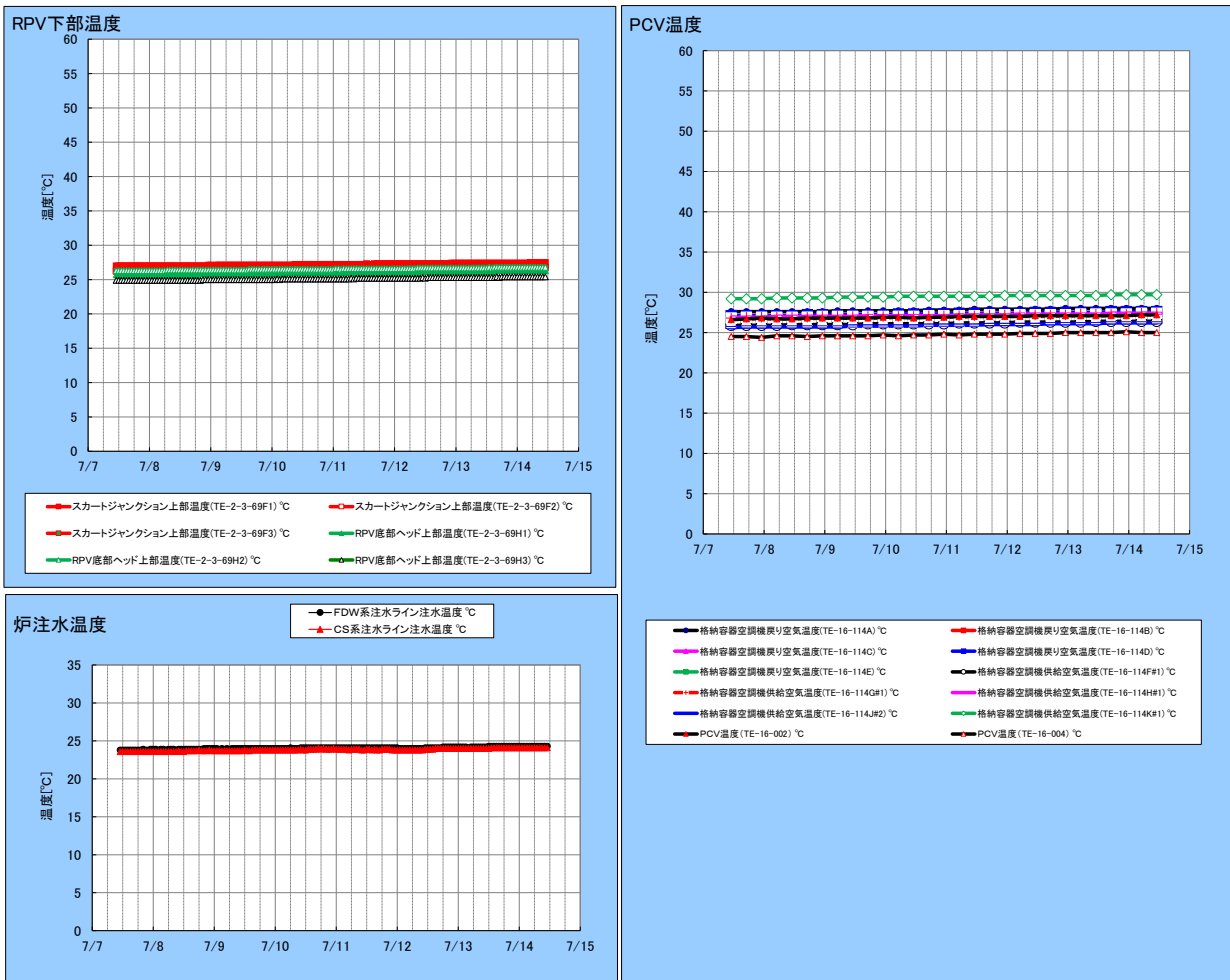 RPV下部温度
60
55
50
45
40
35
30
25
20
15
10
5
0
温度[℃]
7/7 7/8 7/9 7/10 7/11 7/12 7/13 7/14 7/15
スカートジャンクション上部温度(TE-2-3-69F1)℃ スカートジャンクション上部温度(TE-2-3-69F2)℃
スカートジャンクション上部温度(TE-2-3-69F3)℃ RPV底部ヘッド上部温度(TE-2-3-69H1)℃
RPV底部ヘッド上部温度(TE-2-3-69H2)℃ RPV底部ヘッド上部温度(TE-2-3-69H3)℃
炉注水温度
FDW系注水ライン注水温度 ℃
CS系注水ライン注水温度 ℃
35
30
25
20
15
10
5
0
温度[℃]
7/7 7/8 7/9 7/10 7/11 7/12 7/13 7/14 7/15
PCV温度
60
55
50
45
40
35
30
25
20
15
10
5
0
温度[℃]
7/7 7/8 7/9 7/10 7/11 7/12 7/13 7/14 7/15
格納容器空調機戻り空気温度(TE-16-114A)℃ 格納容器空調機戻り空気温度(TE-16-114B)℃
格納容器空調機戻り空気温度(TE-16-114C)℃ 格納容器空調機戻り空気温度(TE-16-114D)℃
格納容器空調機戻り空気温度(TE-16-114E)℃ 格納容器空調機供給空気温度(TE-16-114F#1)℃
格納容器空調機供給空気温度(TE-16-114G#1)℃ 格納容器空調機供給空気温度(TE-16-114H#1)℃
格納容器空調機供給空気温度(TE-16-114J#2)℃ 格納容器空調機供給空気温度(TE-16-114K#1)℃
PCV温度(TE-16-002)℃ PCV温度(TE-16-004)℃